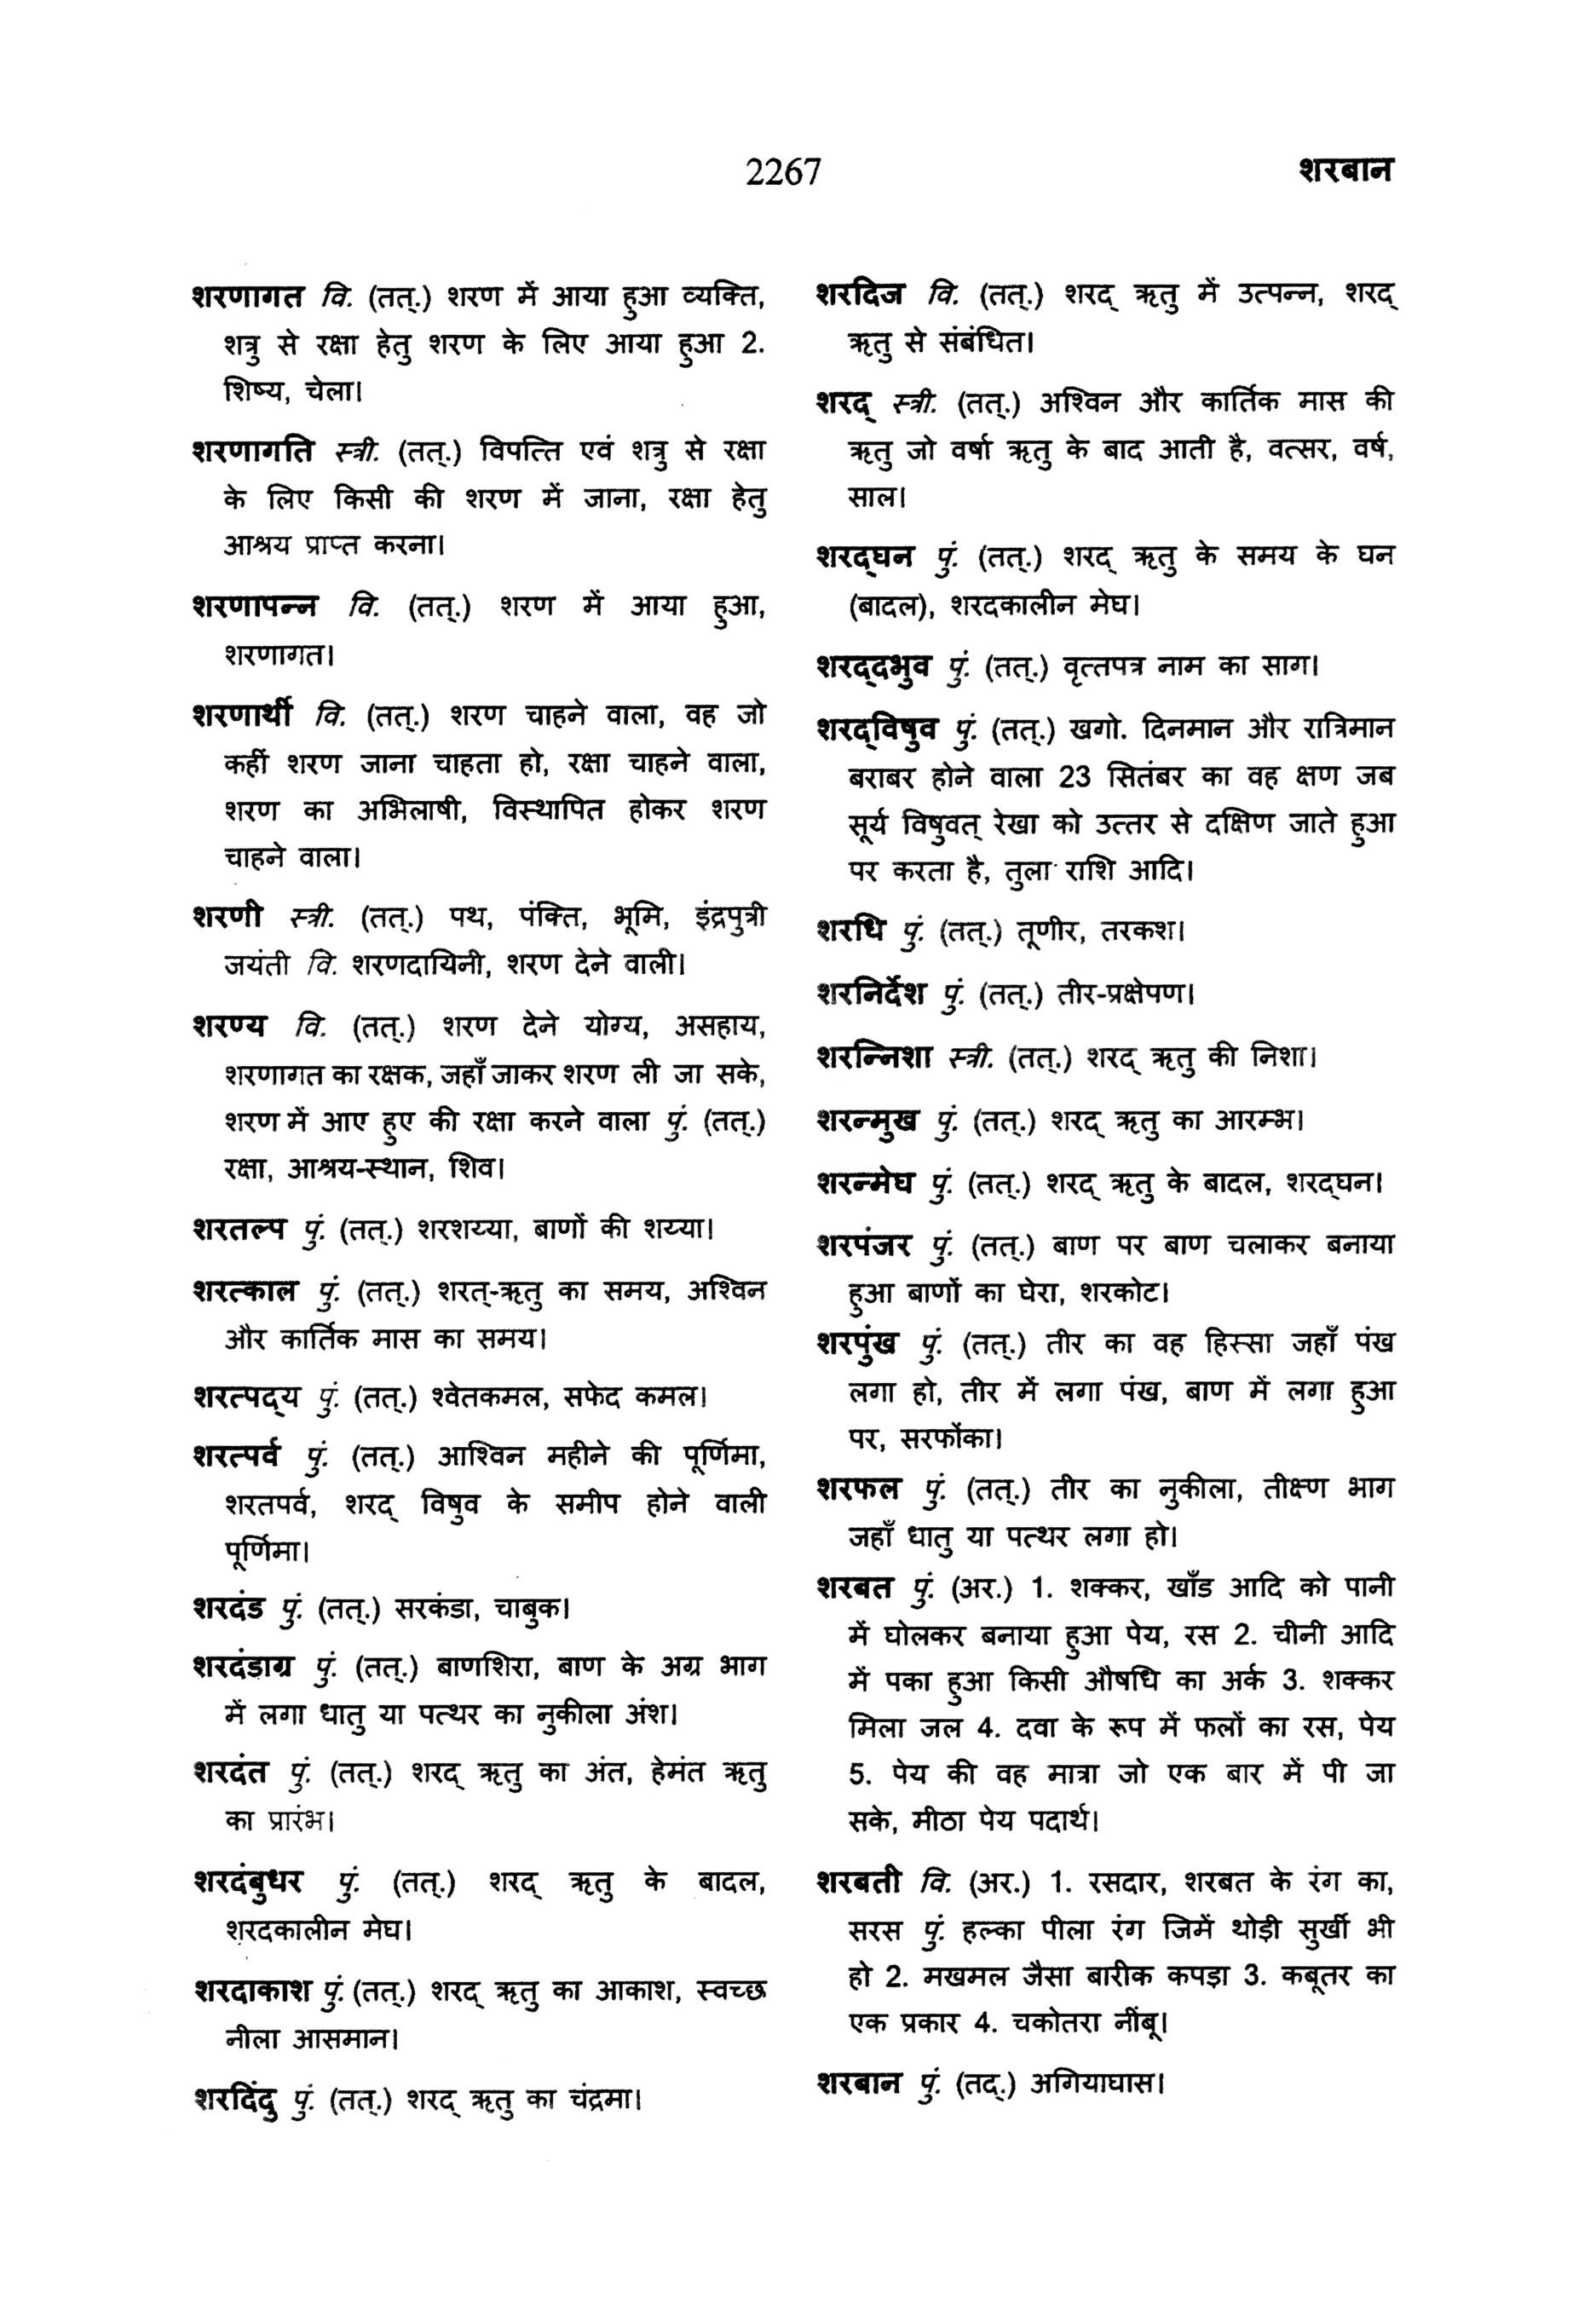 2267
शरबान
शरणागत वि. (तत्.) शरण में आया हुआ व्यक्ति,
शत्रु से रक्षा हेतु शरण के लिए आया हुआ 2.
शिष्य, चेला।
शरणागति स्त्री. (तत्.) विपत्ति एवं शत्रु से रक्षा
के लिए किसी की शरण में जाना, रक्षा हेतु
आश्रय प्राप्त करना।
शरणापन्न वि. (तत्.) शरण में आया हुआ,
शरणागत।
शरणार्थी वि. (तत्.) शरण चाहने वाला, वह जो
कहीं शरण जाना चाहता हो, रक्षा चाहने वाला,
शरण का अभिलाषी, विस्थापित होकर शरण
चाहने वाला।
शरणी स्त्री. (तत्.) पथ, पंक्ति, भूमि, इंद्रपुत्री
जयंती वि. शरणदायिनी, शरण देने वाली।
शरण्य वि. (तत्.) शरण देने योग्य, असहाय,
शरणागत का रक्षक, जहाँ जाकर शरण ली जा सके,
शरण में आए हुए की रक्षा करने वाला पुं. (तत्.)
रक्षा, आश्रय-स्थान, शिव।
शरतल्प पुं. (तत्.) शरशय्या, बाणों की शय्या।
शरत्काल पुं. (तत्.) शरत्-ऋतु का समय, अश्विन
और कार्तिक मास का समय।
शरत्पद्य पुं. (तत्.) श्वेतकमल, सफेद कमल।
शरत्पर्व पुं. (तत्.) आश्विन महीने की पूर्णिमा,
शरतपर्व, शरद् विषुव के समीप होने वाली
पूर्णिमा।
शरदंड पुं. (तत्.) सरकंडा, चाबुक।
शरदंडाग्र पुं. (तत्.) बाणशिरा, बाण के अग्र भाग
में लगा धातु या पत्थर का नुकीला अंश।
शरदंत पुं. (तत्.) शरद् ऋतु का अंत, हेमंत ऋतु
का प्रारंभ।
शरदंबुधर पुं. (तत्.) शरद् ऋतु के बादल,
शरदकालीन मेघ।
शरदाकाश पुं. (तत्.) शरद् ऋतु का आकाश, स्वच्छ
नीला आसमान।
शरदिंदु पुं. (तत्.) शरद् ऋतु का चंद्रमा।
शरदिज वि. (तत्.) शरद् ऋतु में उत्पन्न, शरद्
ऋतु से संबंधित।
शरद् स्त्री. (तत्.) अश्विन और कार्तिक मास की
ऋतु जो वर्षा ऋतु के बाद आती है, वत्सर, वर्ष,
साल।
शरद्घन पुं. (तत्.) शरद् ऋतु के समय के घन
(बादल), शरदकालीन मेघ।
शरद्दभुव पुं. (तत्.) वृत्तपत्र नाम का साग।
शरद्विषुव पुं. (तत्.) खगो. दिनमान और रात्रिमान
बराबर होने वाला 23 सितंबर का वह क्षण जब
सूर्य विषुवत् रेखा को उत्तर से दक्षिण जाते हुआ
पर करता है, तुला राशि आदि।
शरधि पुं. (तत्.) तूणीर, तरकश।
शरनिर्देश पुं. (तत्.) तीर-प्रक्षेपण।
शरन्निशा स्त्री. (तत्.) शरद् ऋतु की निशा।
शरन्मुख पुं. (तत्.) शरद् ऋतु का आरम्भ।
शरन्मेघ पुं. (तत्.) शरद् ऋतु के बादल, शरद्घन।
शरपंजर पुं. (तत्.) बाण पर बाण चलाकर बनाया
हुआ बाणों का घेरा, शरकोट।
शरपुंख पुं. (तत्.) तीर का वह हिस्सा जहाँ पंख
लगा हो, तीर में लगा पंख, बाण में लगा हुआ
पर, सरफोंका।
शरफल पुं. (तत्.) तीर का नुकीला, तीक्ष्ण भाग
जहाँ धातु या पत्थर लगा हो।
शरबत पुं. (अर.) 1. शक्कर, खाँड आदि को पानी
में घोलकर बनाया हुआ पेय, रस 2. चीनी आदि
में पका हुआ किसी औषधि का अर्क 3. शक्कर
मिला जल 4. दवा के रूप में फलों का रस, पेय
5. पेय की वह मात्रा जो एक बार में पी जा
सके, मीठा पेय पदार्थ।
शरबती वि. (अर.) 1. रसदार, शरबत के रंग का,
सरस पुं. हल्का पीला रंग जिमें थोड़ी सुर्खी भी
हो 2. मखमल जैसा बारीक कपड़ा 3. कबूतर का
एक प्रकार 4. चकोतरा नींबू।
शरबान पुं. (तद्.) अगियाघास।